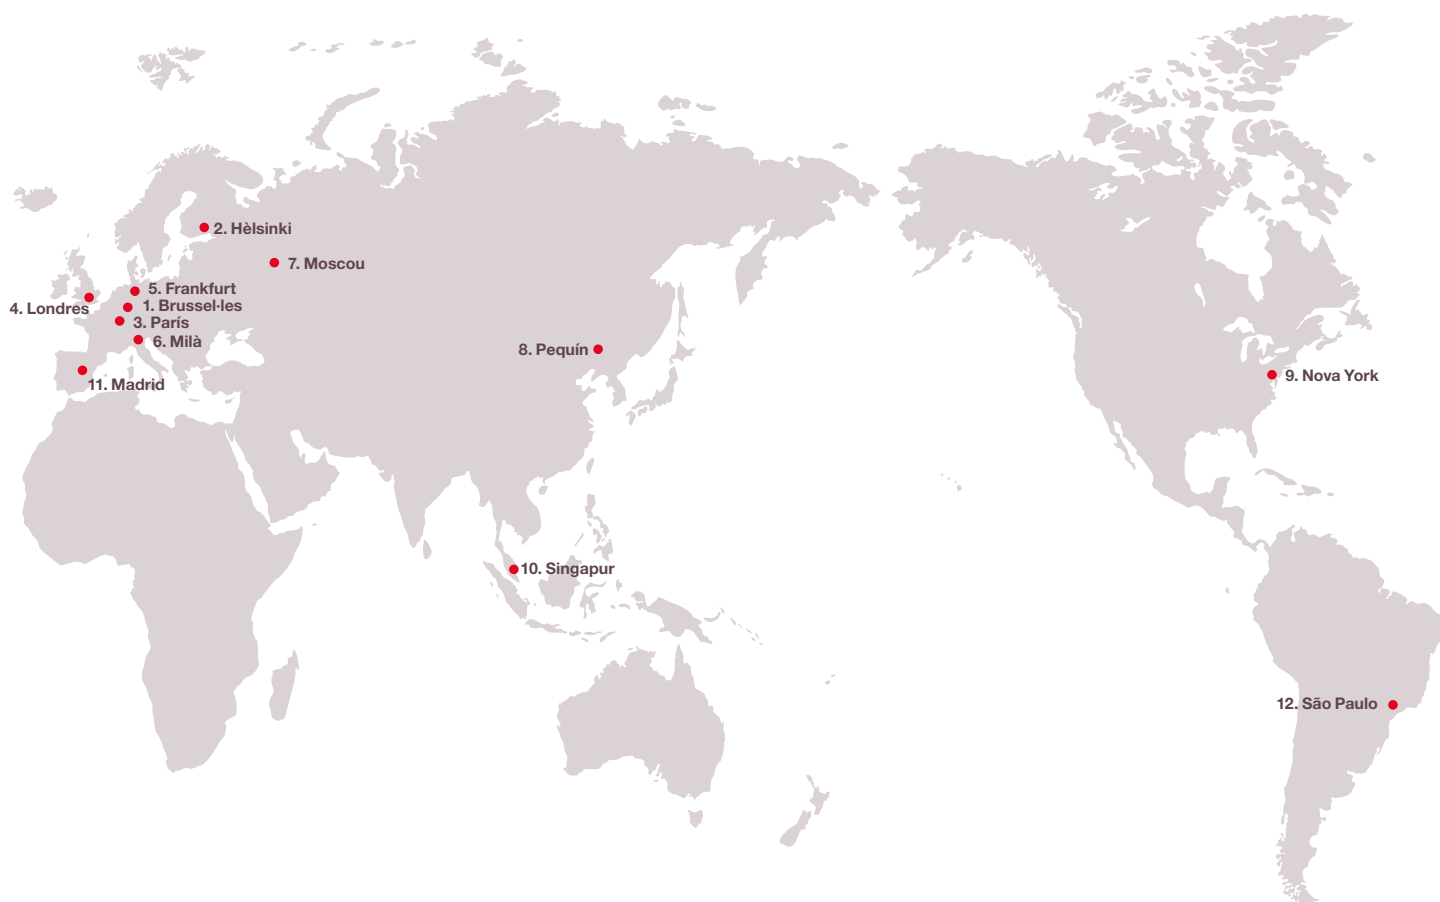 2. Hèlsinki
7. Moscou
5. Frankfurt
4. Londres
1. Brussel·les
3. París
6. Milà
8. Pequín
11. Madrid
9. Nova York
10. Singapur
12. São Paulo